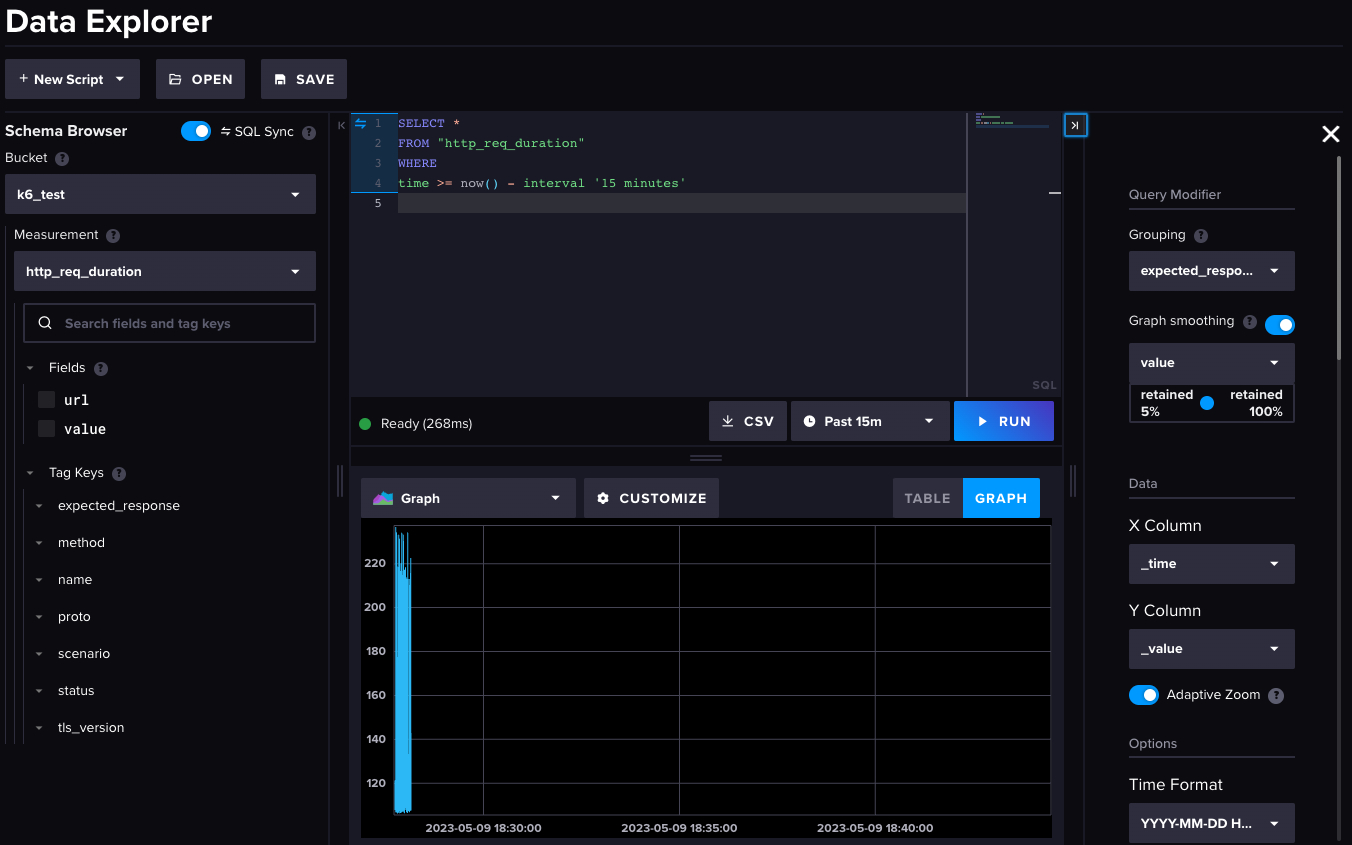 Data Explorer
+ New Script
OPEN
SAVE
Schema Browser
SQL Sync ?
Bucket ?
k6_test
Measurement ?
http_req_duration
Search fields and tag keys
Fields ?
url
value
Tag Keys ?
expected_response
method
name
proto
scenario
status
tls_version
1 SELECT *
2 FROM "http_req_duration"
3 WHERE
4 time >= now() - interval '15 minutes'
5
SQL
Ready (268ms)
CSV
Past 15m
RUN
Graph
CUSTOMIZE
TABLE
GRAPH
220
200
180
160
140
120
2023-05-09 18:30:00
2023-05-09 18:35:00
2023-05-09 18:40:00
Query Modifier
Grouping ?
expected_respo...
Graph smoothing ?
value
retained 5%
retained 100%
Data
X Column
_time
Y Column
_value
Adaptive Zoom ?
Options
Time Format
YYYY-MM-DD H...